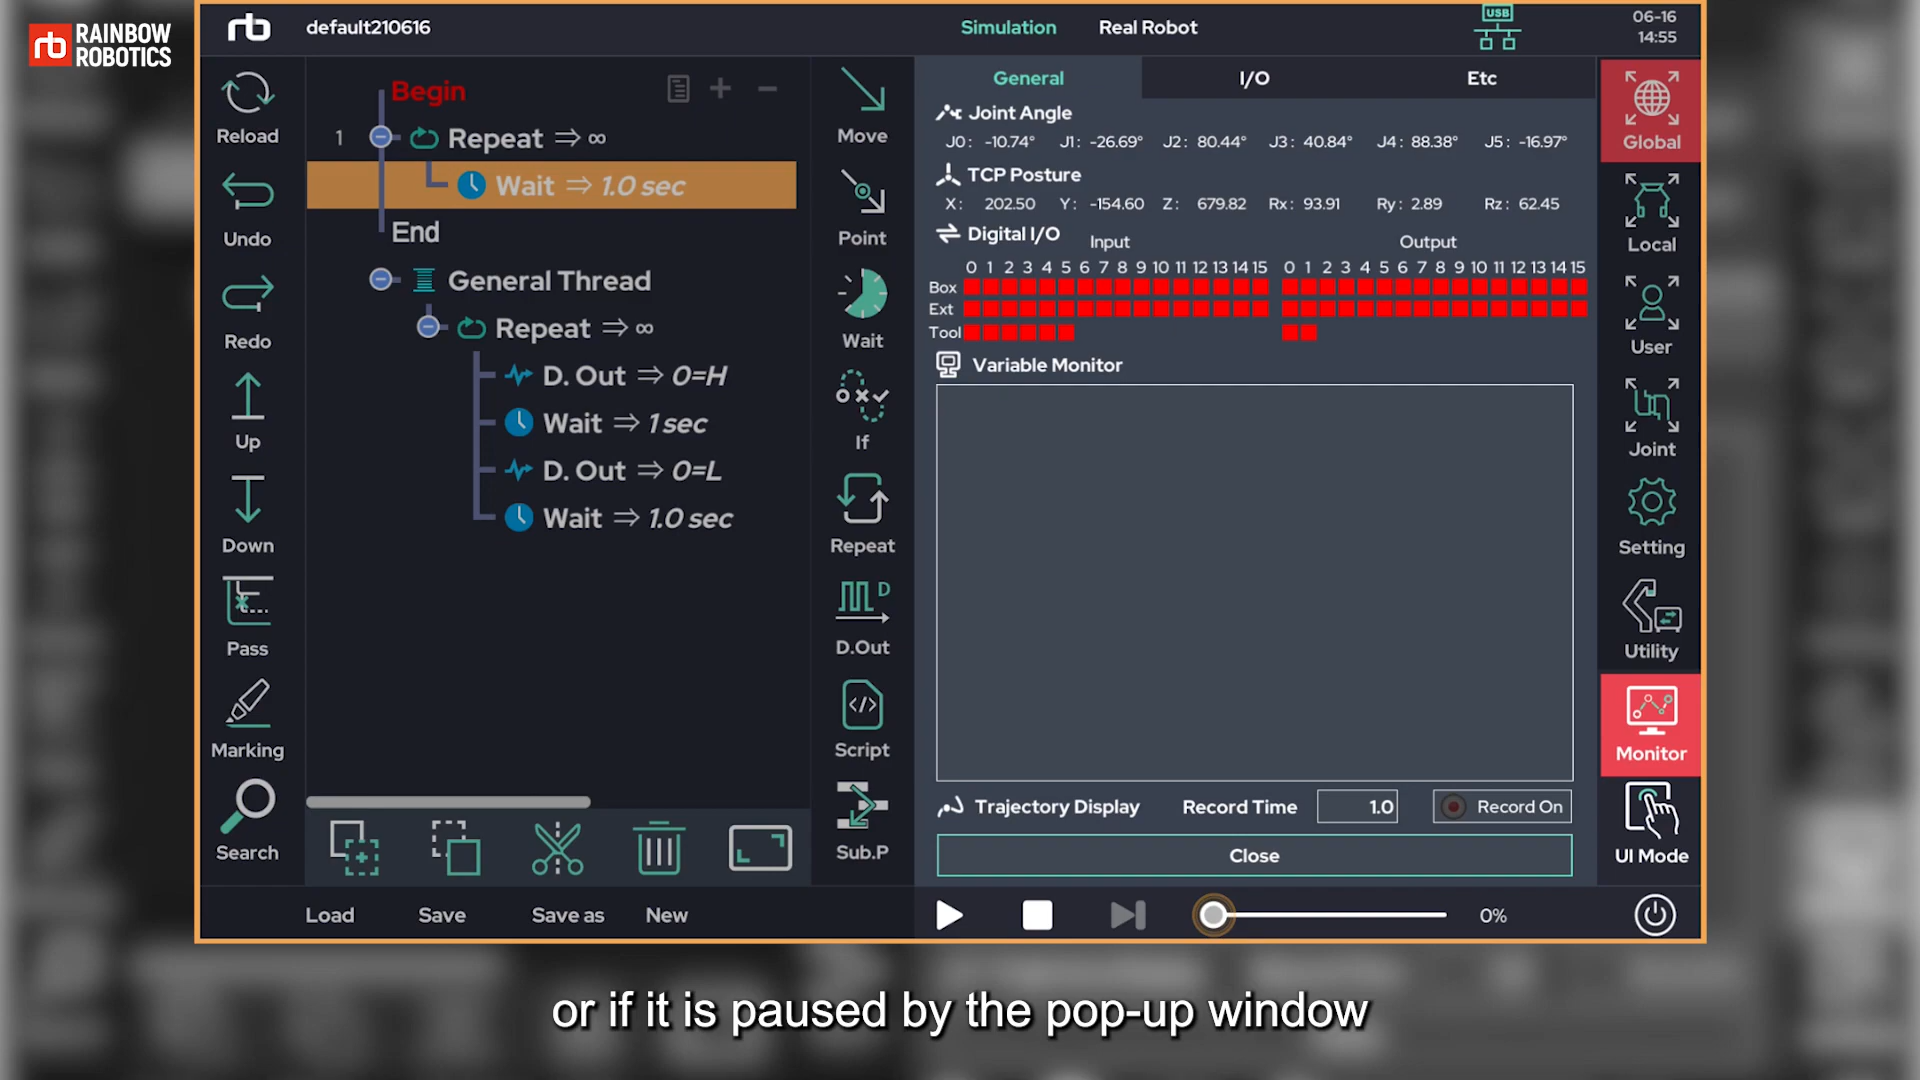 RAINBOW
ROBOTICS
default210616
Simulation
Real Robot
USB
06-16
14:55
Reload
Undo
Redo
Up
Down
Pass
Marking
Search
Begin
1 Repeat ⇒ ∞
Wait ⇒ 1.0 sec
End
General Thread
Repeat ⇒ ∞
D. Out ⇒ 0=H
Wait ⇒ 1 sec
D. Out ⇒ 0=L
Wait ⇒ 1.0 sec
Load Save Save as New
Move
Point
Wait
If
Repeat
D
D.Out
Script
Sub.P
General I/O Etc
Joint Angle
J0: -10.74° J1: -26.69° J2: 80.44° J3: 40.84° J4: 88.38° J5: -16.97°
TCP Posture
X: 202.50 Y: -154.60 Z: 679.82 Rx: 93.91 Ry: 2.89 Rz: 62.45
Digital I/O Input Output
0 1 2 3 4 5 6 7 8 9 10 11 12 13 14 15 0 1 2 3 4 5 6 7 8 9 10 11 12 13 14 15
Box
Ext
Tool
Variable Monitor
Trajectory Display Record Time 1.0 Record On
Close
0%
Global
Local
User
Joint
Setting
Utility
Monitor
UI Mode
or if it is paused by the pop-up window